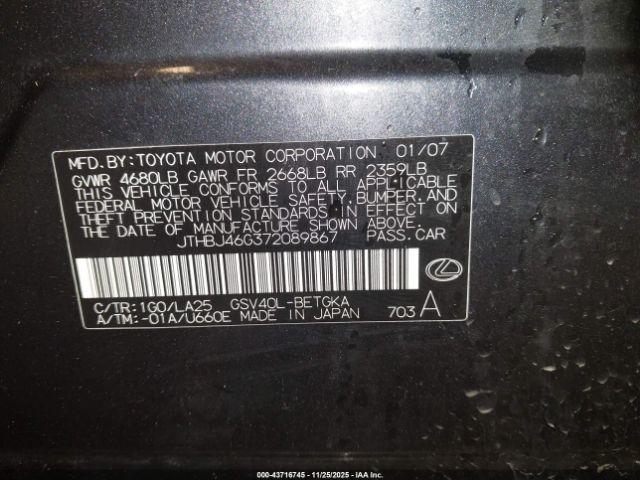 MFD.BY:TOYOTA MOTOR CORPORATION 01/07
GVWR 4680LB GAWR FR 2668LB RR 2359LB
THIS VEHICLE CONFORMS TO ALL APPLICABLE
FEDERAL MOTOR VEHICLE SAFETY,BUMPER,AND
THEFT PREVENTION STANDARDS IN EFFECT ON
THE DATE OF MANUFACTURE SHOWN ABOVE.
JTHBJ46G372089867 PASS.CAR
C/TR:1G0/LA25 GSV40L-BETGKA
A/TM:-01A/U660E MADE IN JAPAN 703 A
000-43716745 - 11/25/2025 - © IAA Inc.